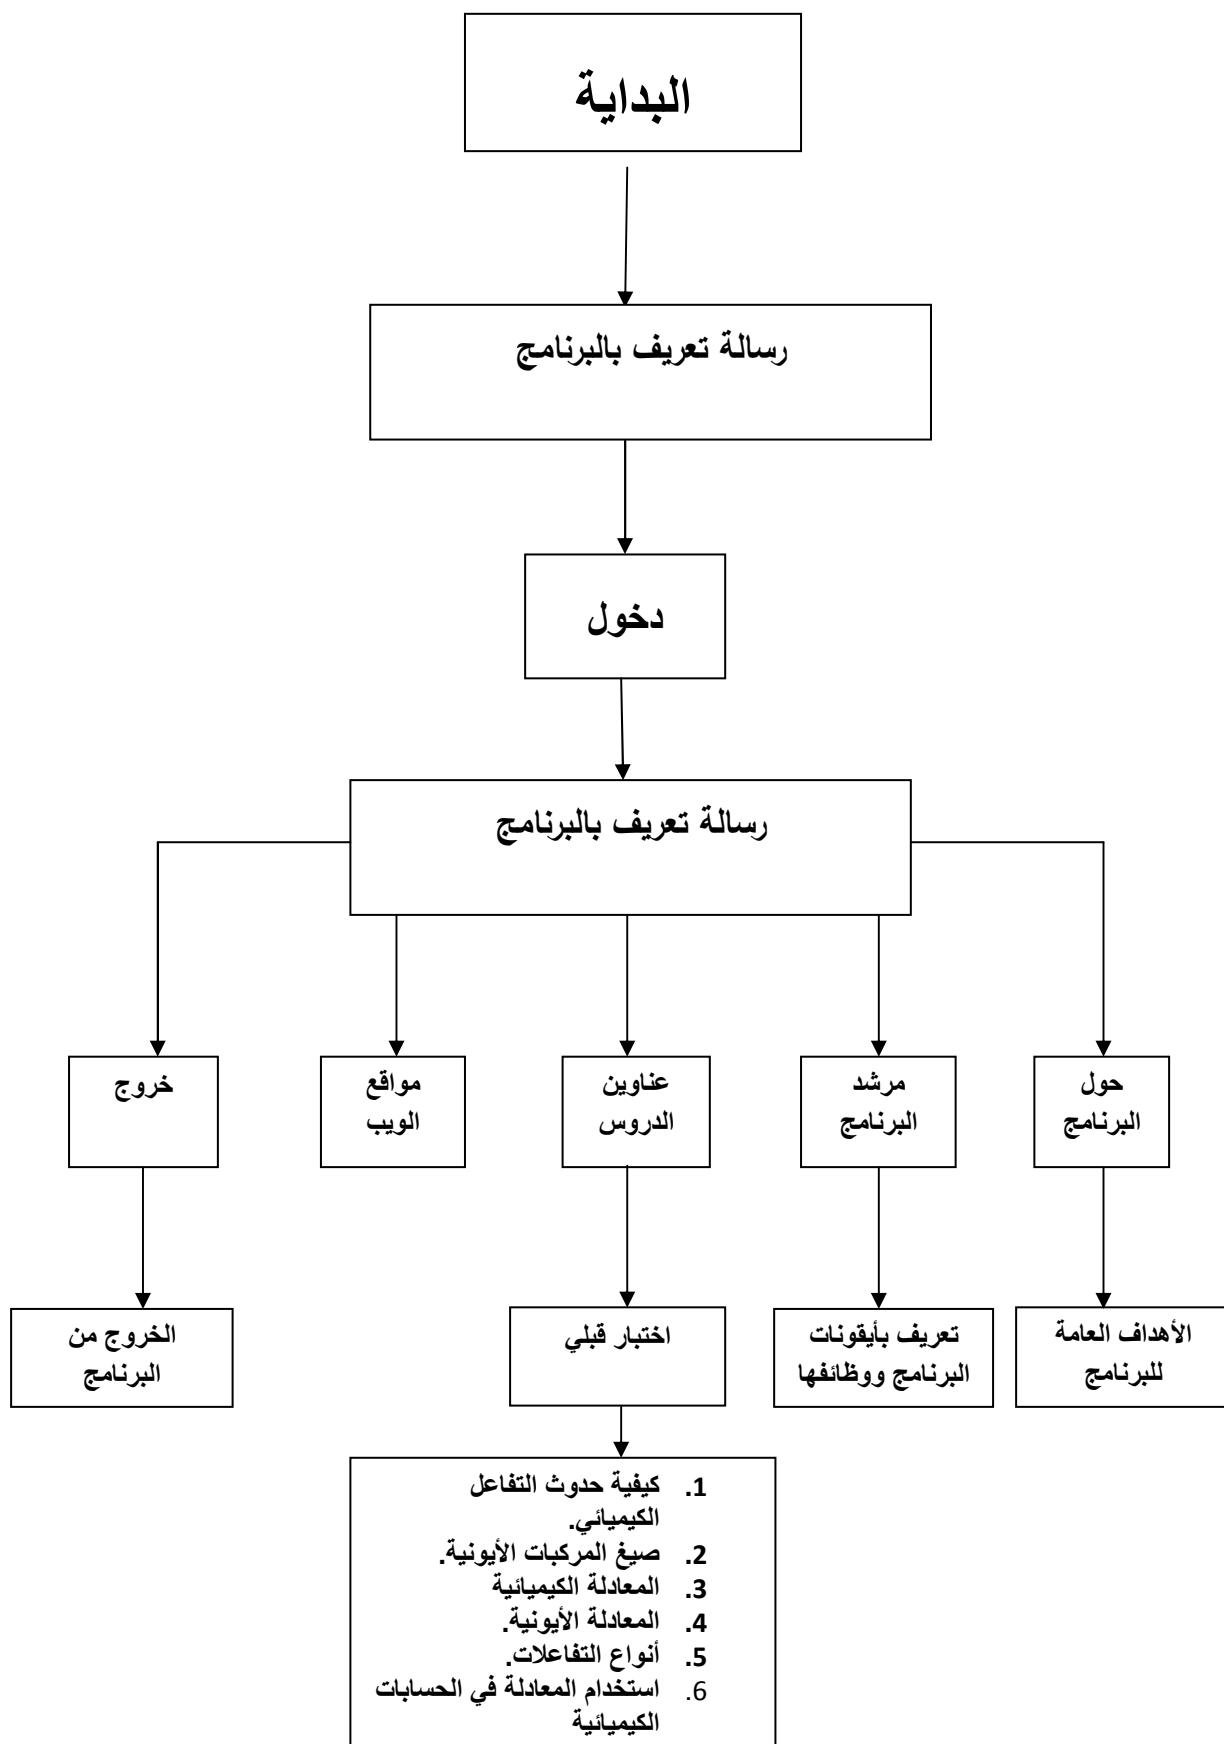 البداية
رسالة تعريف بالبرنامج
دخول
رسالة تعريف بالبرنامج
حول
البرنامج
مرشد
البرنامج
عناوين
الدروس
مواقع
الويب
خروج
الأهداف العامة
للبرنامج
تعريف بأيقونات
البرنامج ووظائفها
اختبار قبلي
الخروج من
البرنامج
1. كيفية حدوث التفاعل
الكيميائي.
2. صيغ المركبات الأيونية.
3. المعادلة الكيميائية
4. المعادلة الأيونية.
5. أنواع التفاعلات.
6. استخدام المعادلة في الحسابات
الكيميائية